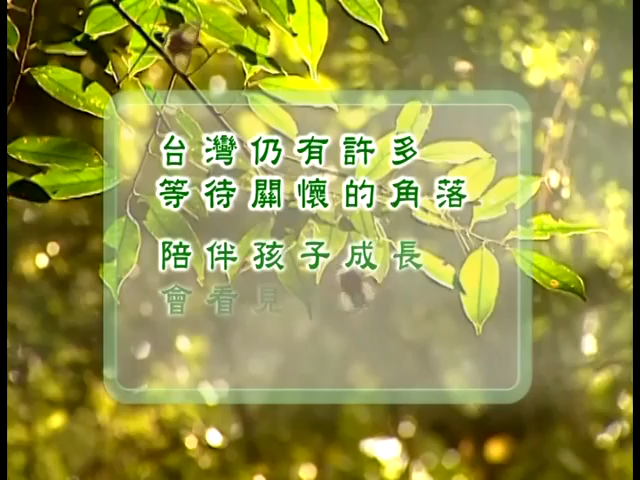 台灣仍有許多
等待關懷的角落
陪伴孩子成長
會看見